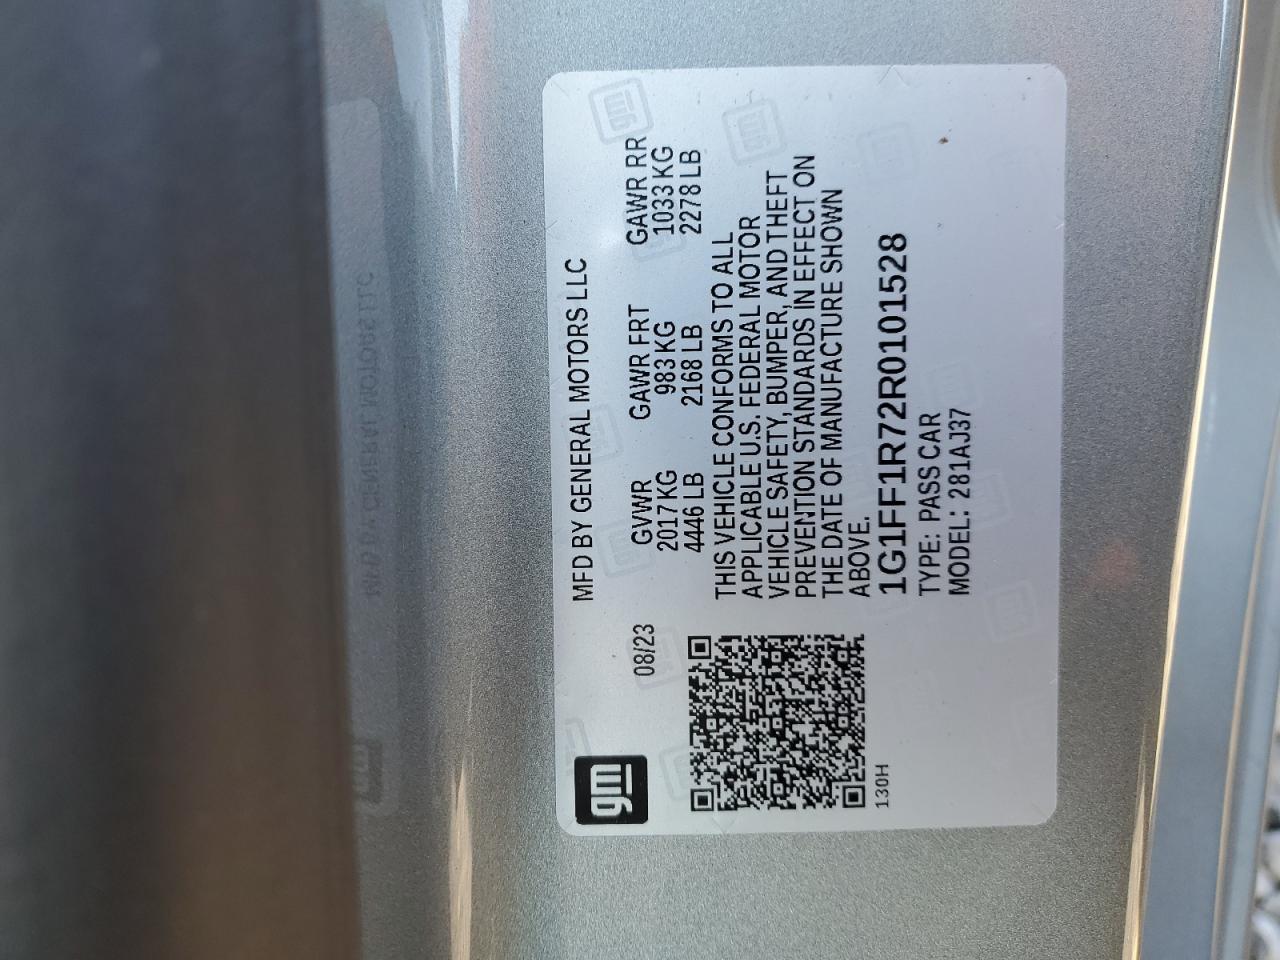 gm
MFD BY GENERAL MOTORS LLC
08/23
GVWR GAWR FRT GAWR RR
2017 KG 983 KG 1033 KG
4446 LB 2168 LB 2278 LB
THIS VEHICLE CONFORMS TO ALL
APPLICABLE U.S. FEDERAL MOTOR
VEHICLE SAFETY, BUMPER, AND THEFT
PREVENTION STANDARDS IN EFFECT ON
THE DATE OF MANUFACTURE SHOWN
ABOVE.
1G1FF1R72R0101528
TYPE: PASS CAR
MODEL: 281AJ37
130H